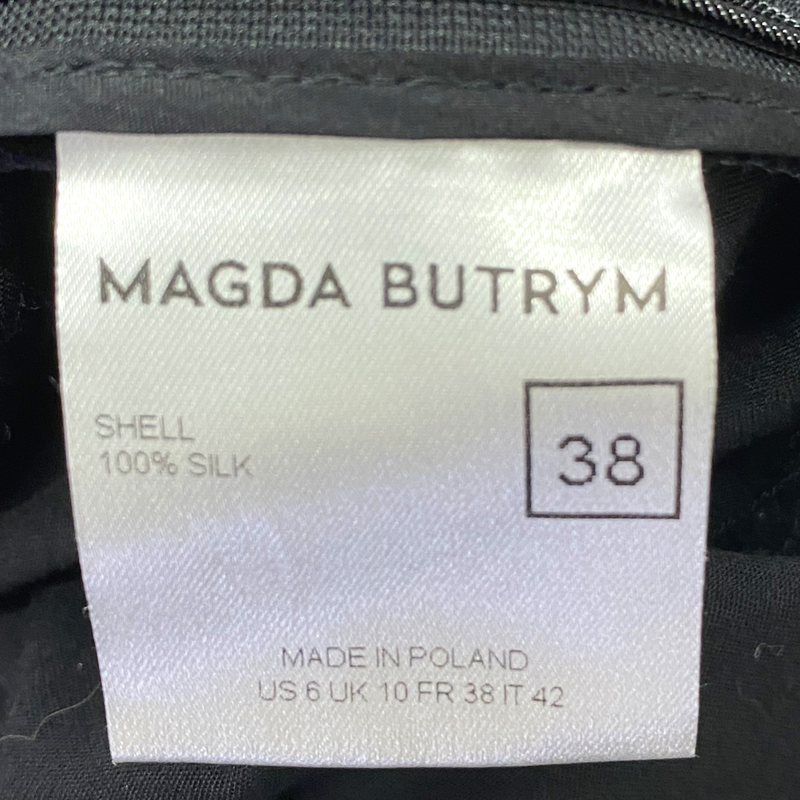 MAGDA BUTRYM
SHELL
100% SILK
38
MADE IN POLAND
US 6 UK 10 FR 38 IT 42